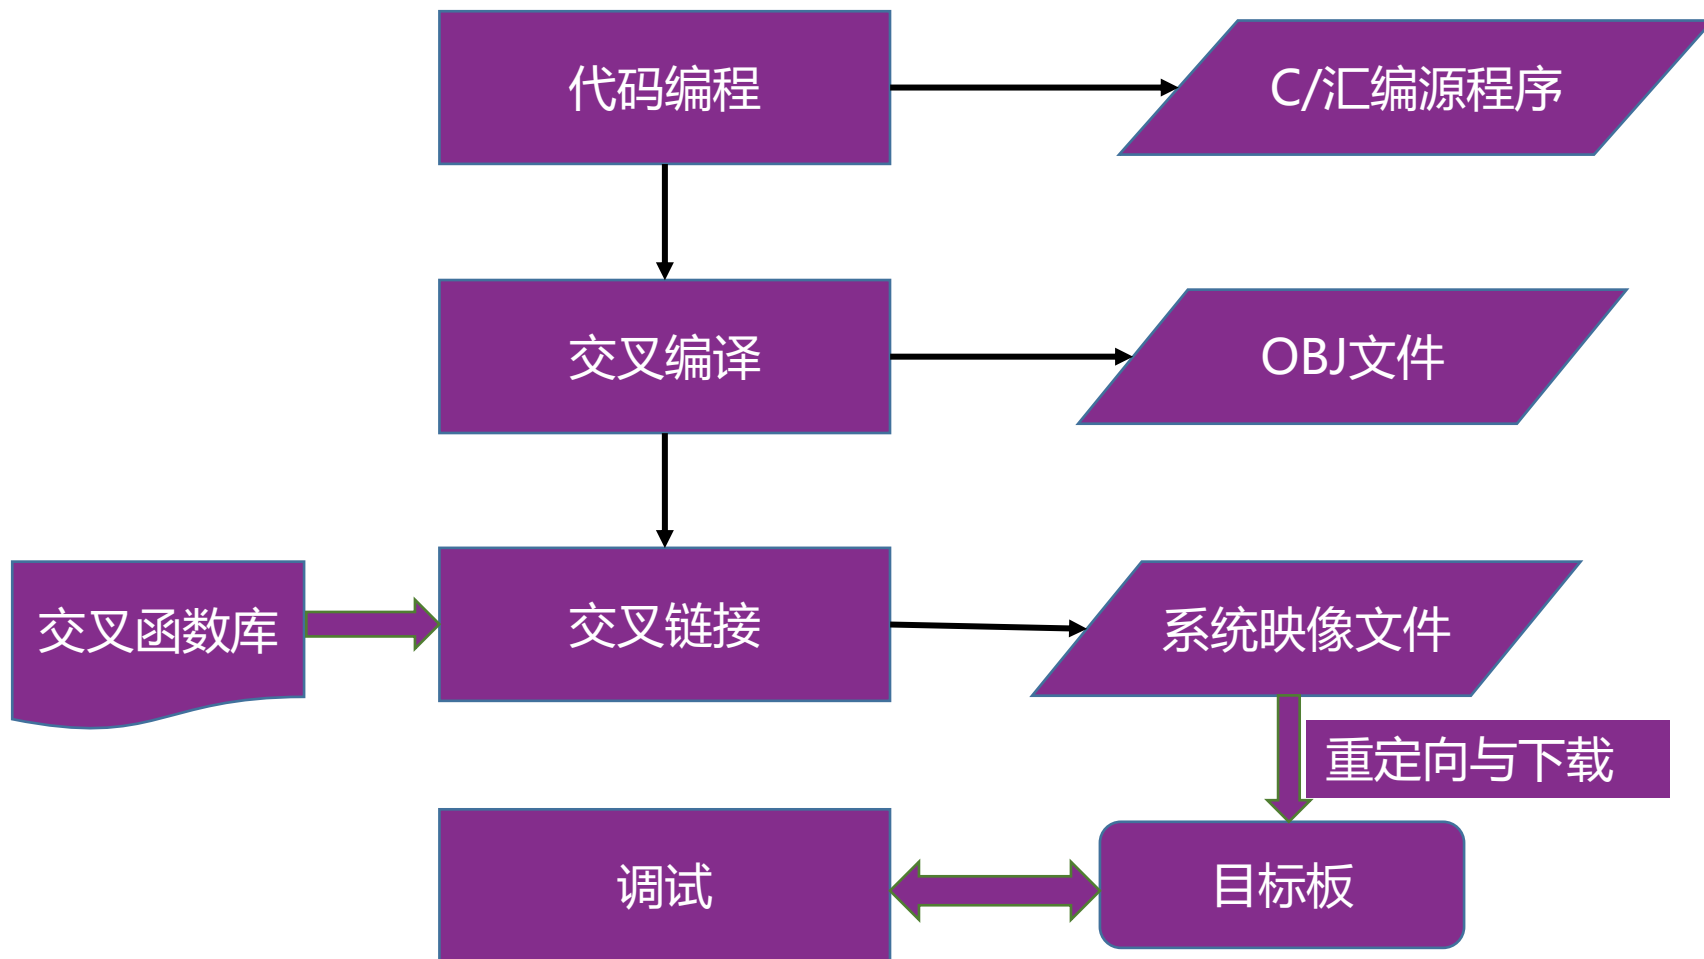 代码编程
C/汇编源程序
交叉编译
OBJ文件
交叉函数库
交叉链接
系统映像文件
重定向与下载
调试
目标板